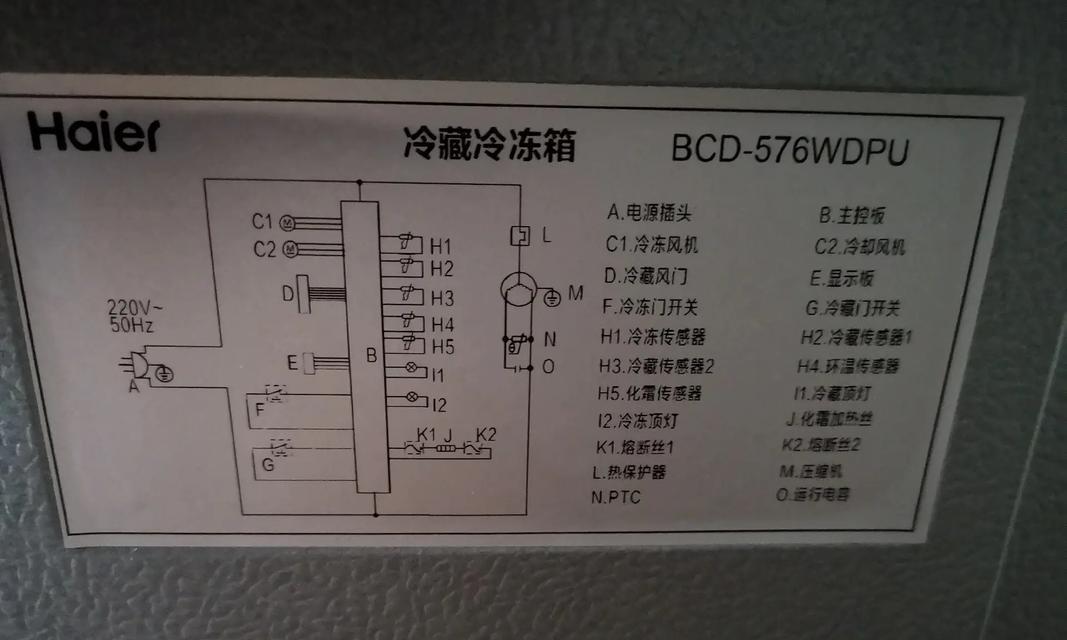 Haier 冷藏冷冻箱 BCD-576WDPU
C1 M
C2 M
D
E
220V~
50Hz
A
F
G
B
H1
H2
H3
H4
H5
I1
I2
K1 J K2
L
M
N
θ
O
A.电源插头 B.主控板
C1.冷冻风机 C2.冷却风机
D.冷藏风门 E.显示板
F.冷冻门开关 G.冷藏门开关
H1.冷冻传感器 H2.冷藏传感器1
H3.冷藏传感器2 H4.环温传感器
H5.化霜传感器 I1.冷藏顶灯
I2.冷冻顶灯 J.化霜加热丝
K1.熔断丝1 K2.熔断丝2
L.热保护器 M.压缩机
N.PTC O.运行电容